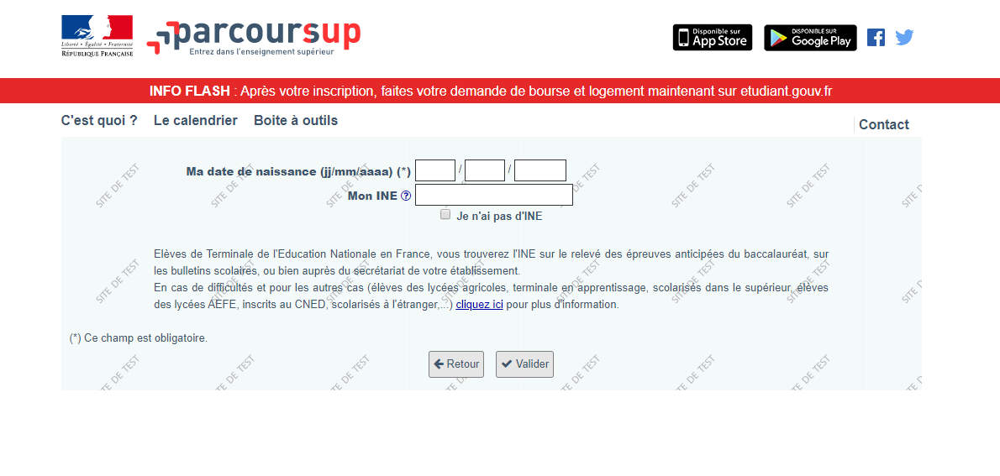 Liberté • Égalité • Fraternité
RÉPUBLIQUE FRANÇAISE
parcoursup
Entrez dans l'enseignement supérieur
Disponible sur
App Store
DISPONIBLE SUR
Google Play
INFO FLASH : Après votre inscription, faites votre demande de bourse et logement maintenant sur etudiant.gouv.fr
C'est quoi ? Le calendrier Boite à outils
Contact
Ma date de naissance (jj/mm/aaaa) (*) / /
Mon INE ?
Je n'ai pas d'INE
Elèves de Terminale de l'Education Nationale en France, vous trouverez l'INE sur le relevé des épreuves anticipées du baccalauréat, sur
les bulletins scolaires, ou bien auprès du secrétariat de votre établissement.
En cas de difficultés et pour les autres cas (élèves des lycées agricoles, terminale en apprentissage, scolarisés dans le supérieur, élèves
des lycées AEFE, inscrits au CNED, scolarisés à l'étranger,...) cliquez ici pour plus d'information.
(*) Ce champ est obligatoire.
Retour Valider
SITE DE TEST